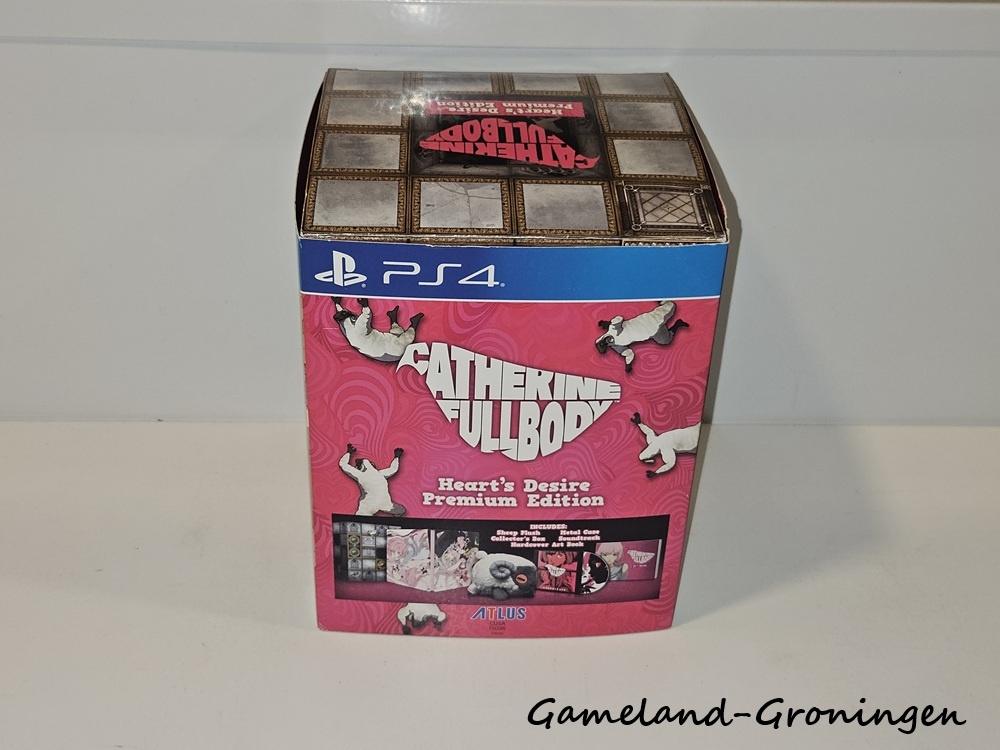 Heart's Desire
Premium Edition
CATHERINE
FULLBODY
PS4
CATHERINE
FULLBODY
Heart's Desire
Premium Edition
INCLUDES:
Sheep Plush Metal Case
Collector's Box Soundtrack
Hardcover Art Book
ATLUS
Gameland-Groningen